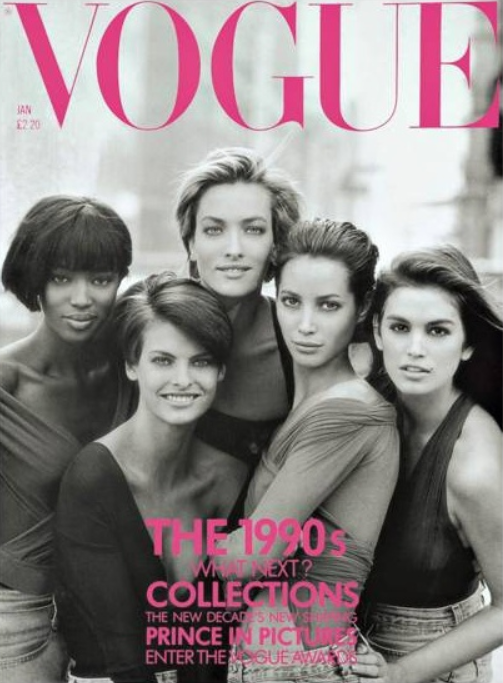 VOGUE
JAN
£2.20
THE 1990s
WHAT NEXT?
COLLECTIONS
THE NEW DECADE'S NEW
PRINCE IN PICTURES
ENTER THE VOGUE AWARDS